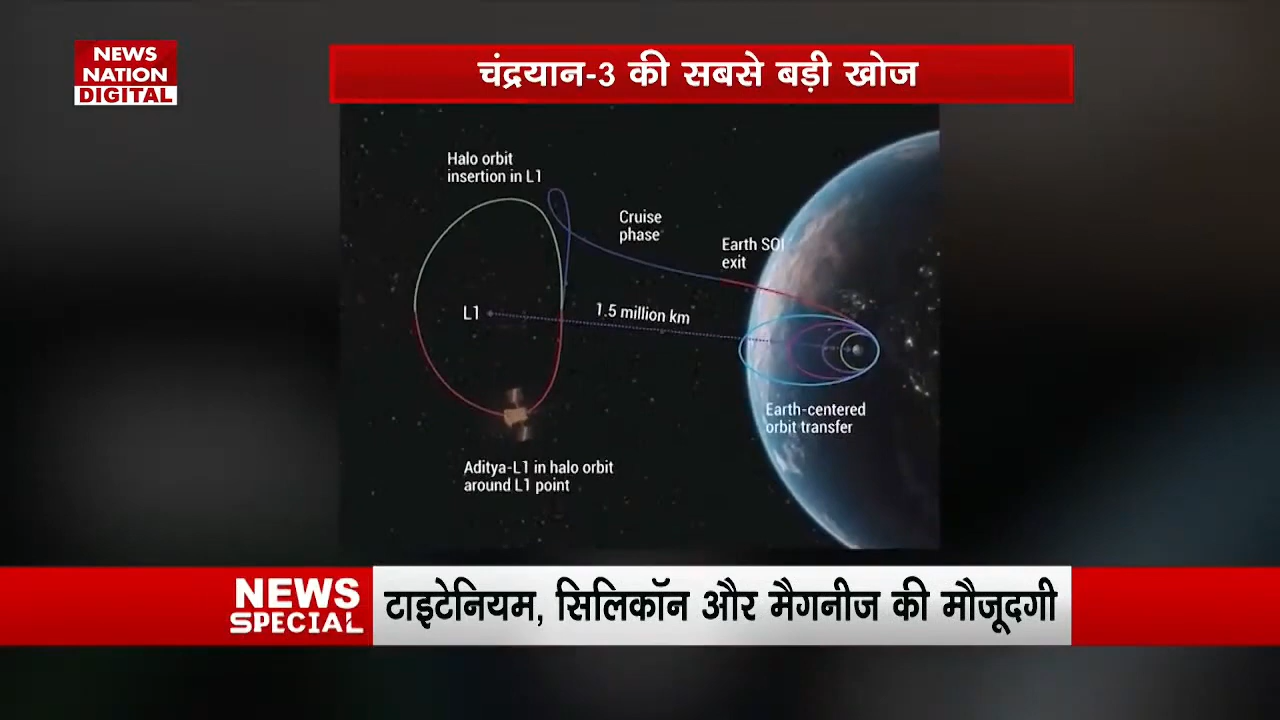 NEWS
NATION
DIGITAL
चंद्रयान-3 की सबसे बड़ी खोज
Halo orbit
insertion in L1
Cruise
phase
Earth SOI
exit
L1
1.5 million km
Earth-centered
orbit transfer
Aditya-L1 in halo orbit
around L1 point
NEWS
SPECIAL
टाइटेनियम, सिलिकॉन और मैगनीज की मौजूदगी